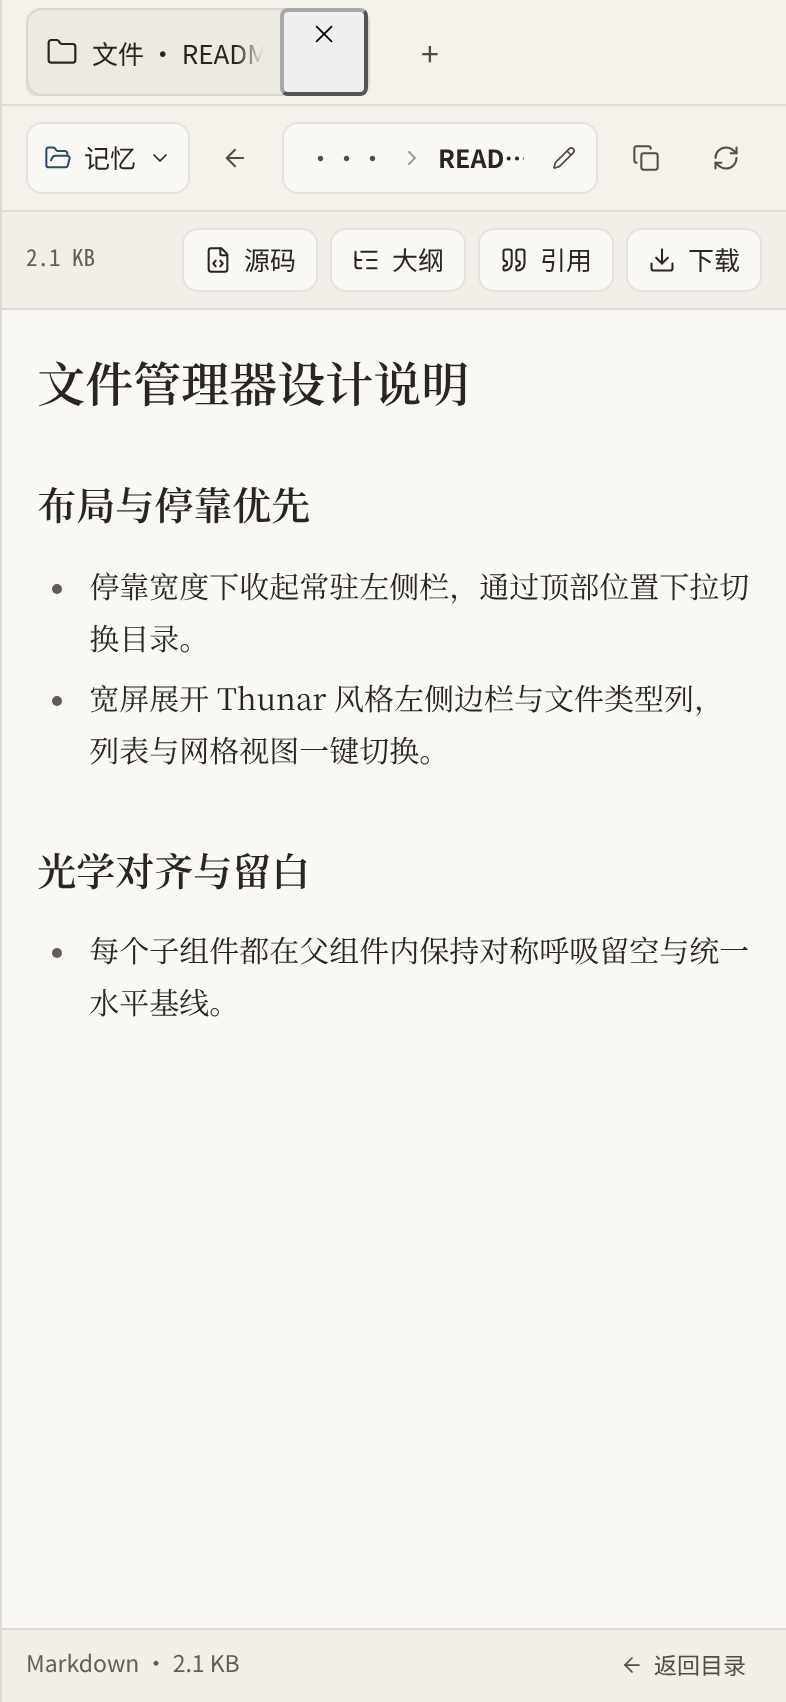 文件 • READM
记忆
• • • > READ···
2.1 KB
源码
大纲
引用
下载
文件管理器设计说明
布局与停靠优先
• 停靠宽度下收起常驻左侧栏，通过顶部位置下拉切
换目录。
• 宽屏展开 Thunar 风格左侧边栏与文件类型列，
列表与网格视图一键切换。
光学对齐与留白
• 每个子组件都在父组件内保持对称呼吸留空与统一
水平基线。
Markdown • 2.1 KB
← 返回目录